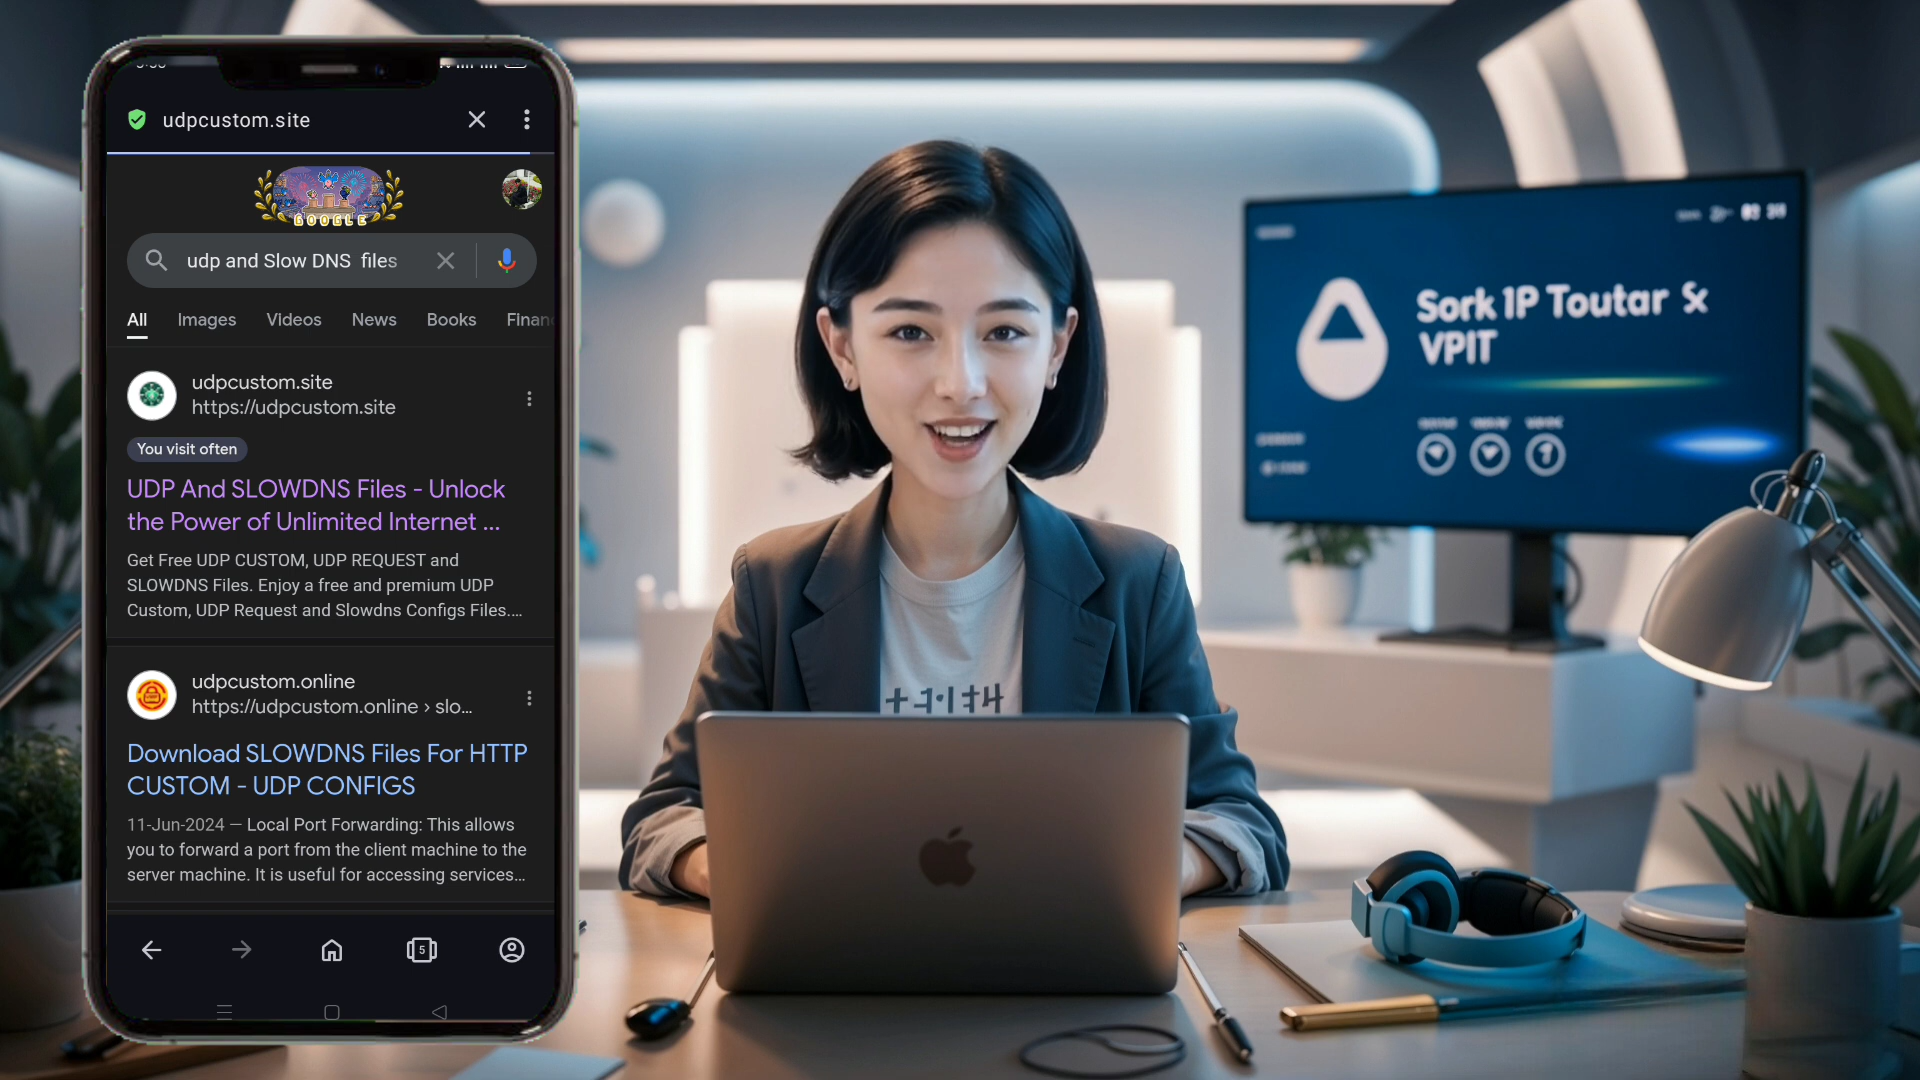 udpcustom.site
GOOGLE
udp and Slow DNS files
All Images Videos News Books Finan
udpcustom.site
https://udpcustom.site
You visit often
UDP And SLOWDNS Files - Unlock
the Power of Unlimited Internet ...
Get Free UDP CUSTOM, UDP REQUEST and
SLOWDNS Files. Enjoy a free and premium UDP
Custom, UDP Request and Slowdns Configs Files....
udpcustom.online
https://udpcustom.online › slo...
Download SLOWDNS Files For HTTP
CUSTOM - UDP CONFIGS
11-Jun-2024 — Local Port Forwarding: This allows
you to forward a port from the client machine to the
server machine. It is useful for accessing services...
5
Sork 1P Toutar &
VPIT